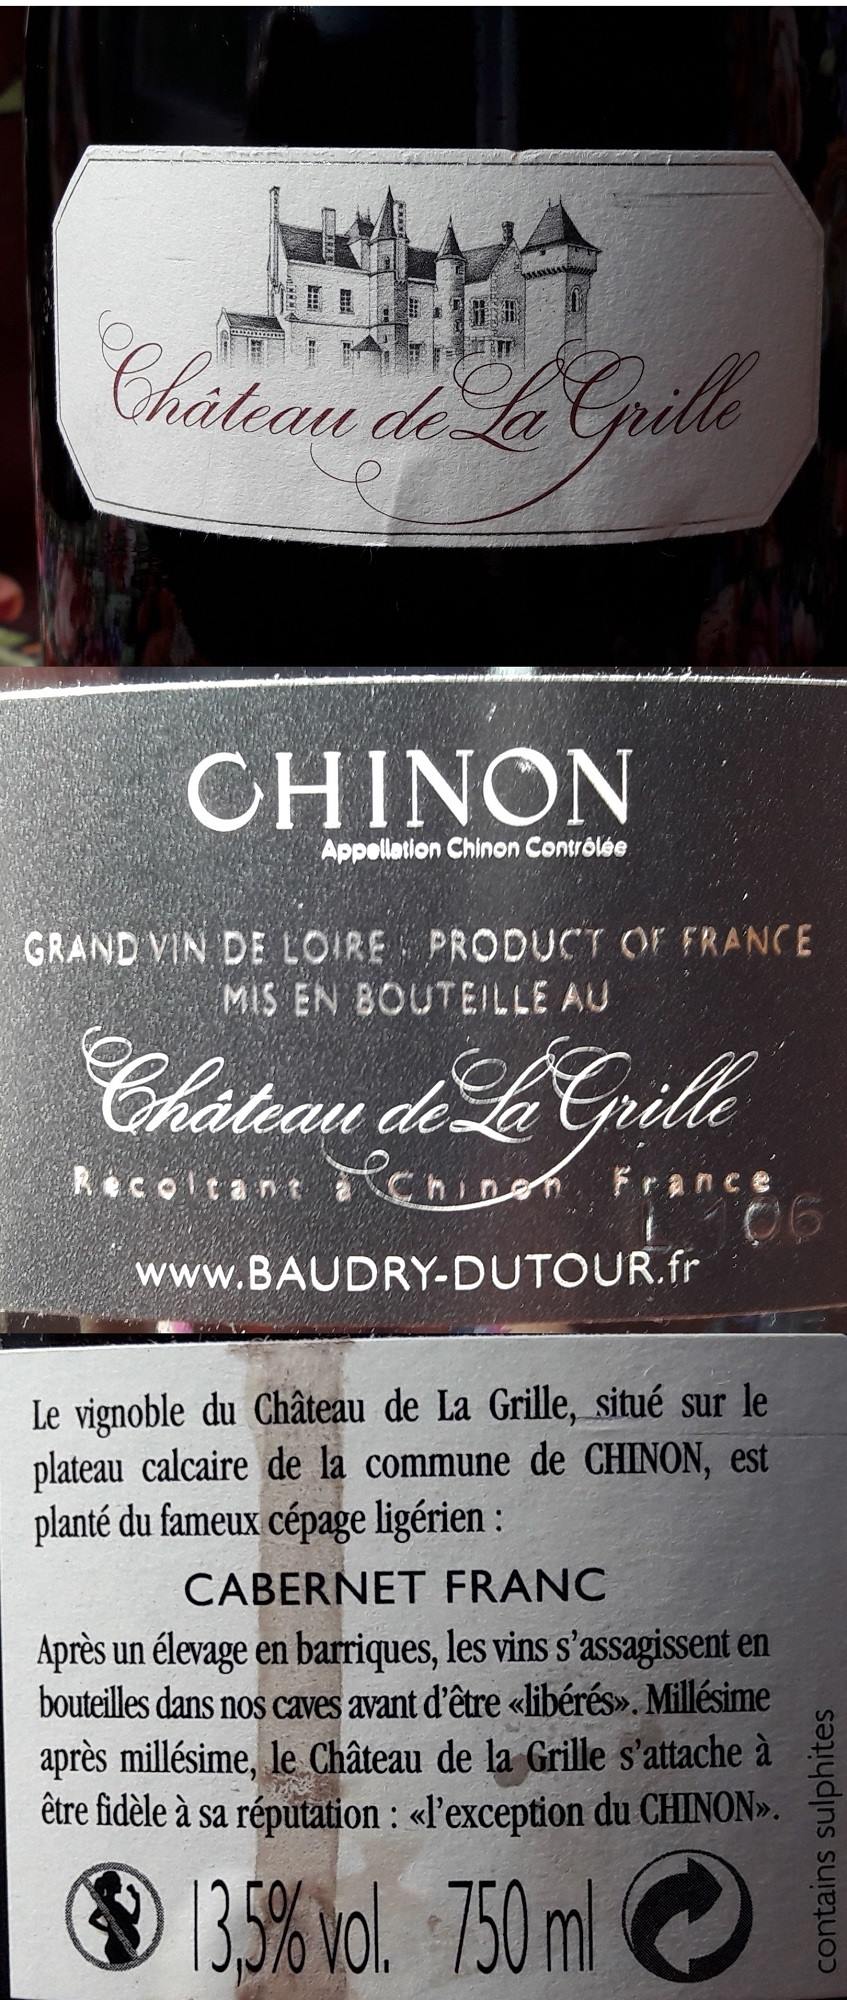 Château de La Grille
CHINON
Appellation Chinon Contrôlée
GRAND VIN DE LOIRE : PRODUCT OF FRANCE
MIS EN BOUTEILLE AU
Château de La Grille
Récoltant à Chinon France
L 106
www.BAUDRY-DUTOUR.fr
Le vignoble du Château de La Grille, situé sur le
plateau calcaire de la commune de CHINON, est
planté du fameux cépage ligérien :
CABERNET FRANC
Après un élevage en barriques, les vins s'assagissent en
bouteilles dans nos caves avant d'être «libérés». Millésime
après millésime, le Château de la Grille s'attache à
être fidèle à sa réputation : «l'exception du CHINON».
13,5% vol. 750 ml
contains sulphites